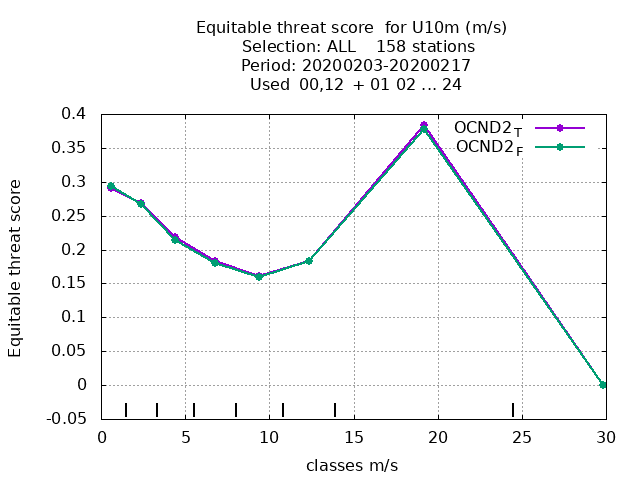 Equitable threat score  for U10m (m/s)
Selection: ALL    158 stations
Period: 20200203-20200217
Used  00,12  + 01 02 ... 24
OCND2_T
OCND2_F
Equitable threat score
0.4
0.35
0.3
0.25
0.2
0.15
0.1
0.05
0
-0.05
0 5 10 15 20 25 30
classes m/s